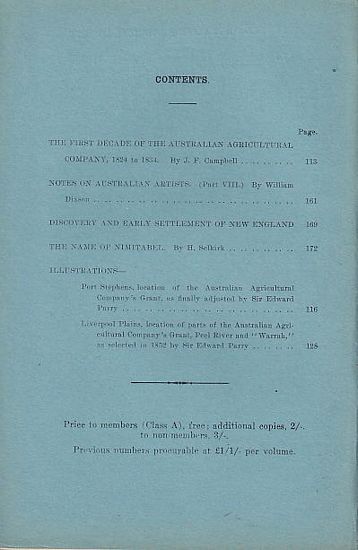 CONTENTS.
Page.
THE FIRST DECADE OF THE AUSTRALIAN AGRICULTURAL
COMPANY, 1824 to 1834. By J. F. Campbell .......... 113
NOTES ON AUSTRALIAN ARTISTS. (Part VIII.) By William
Dixson .......... 161
DISCOVERY AND EARLY SETTLEMENT OF NEW ENGLAND 169
THE NAME OF NIMITABEL. By H. Selkirk .......... 172
ILLUSTRATIONS—
Port Stephens, location of the Australian Agricultural
Company's Grant, as finally adjusted by Sir Edward
Parry .......... 116
Liverpool Plains, location of parts of the Australian Agri-
cultural Company's Grant, Peel River and "Warrah,"
as selected in 1832 by Sir Edward Parry .......... 128
Price to members (Class A), free; additional copies, 2/-.
to non-members, 3/-.
Previous numbers procurable at £1/1/- per volume.